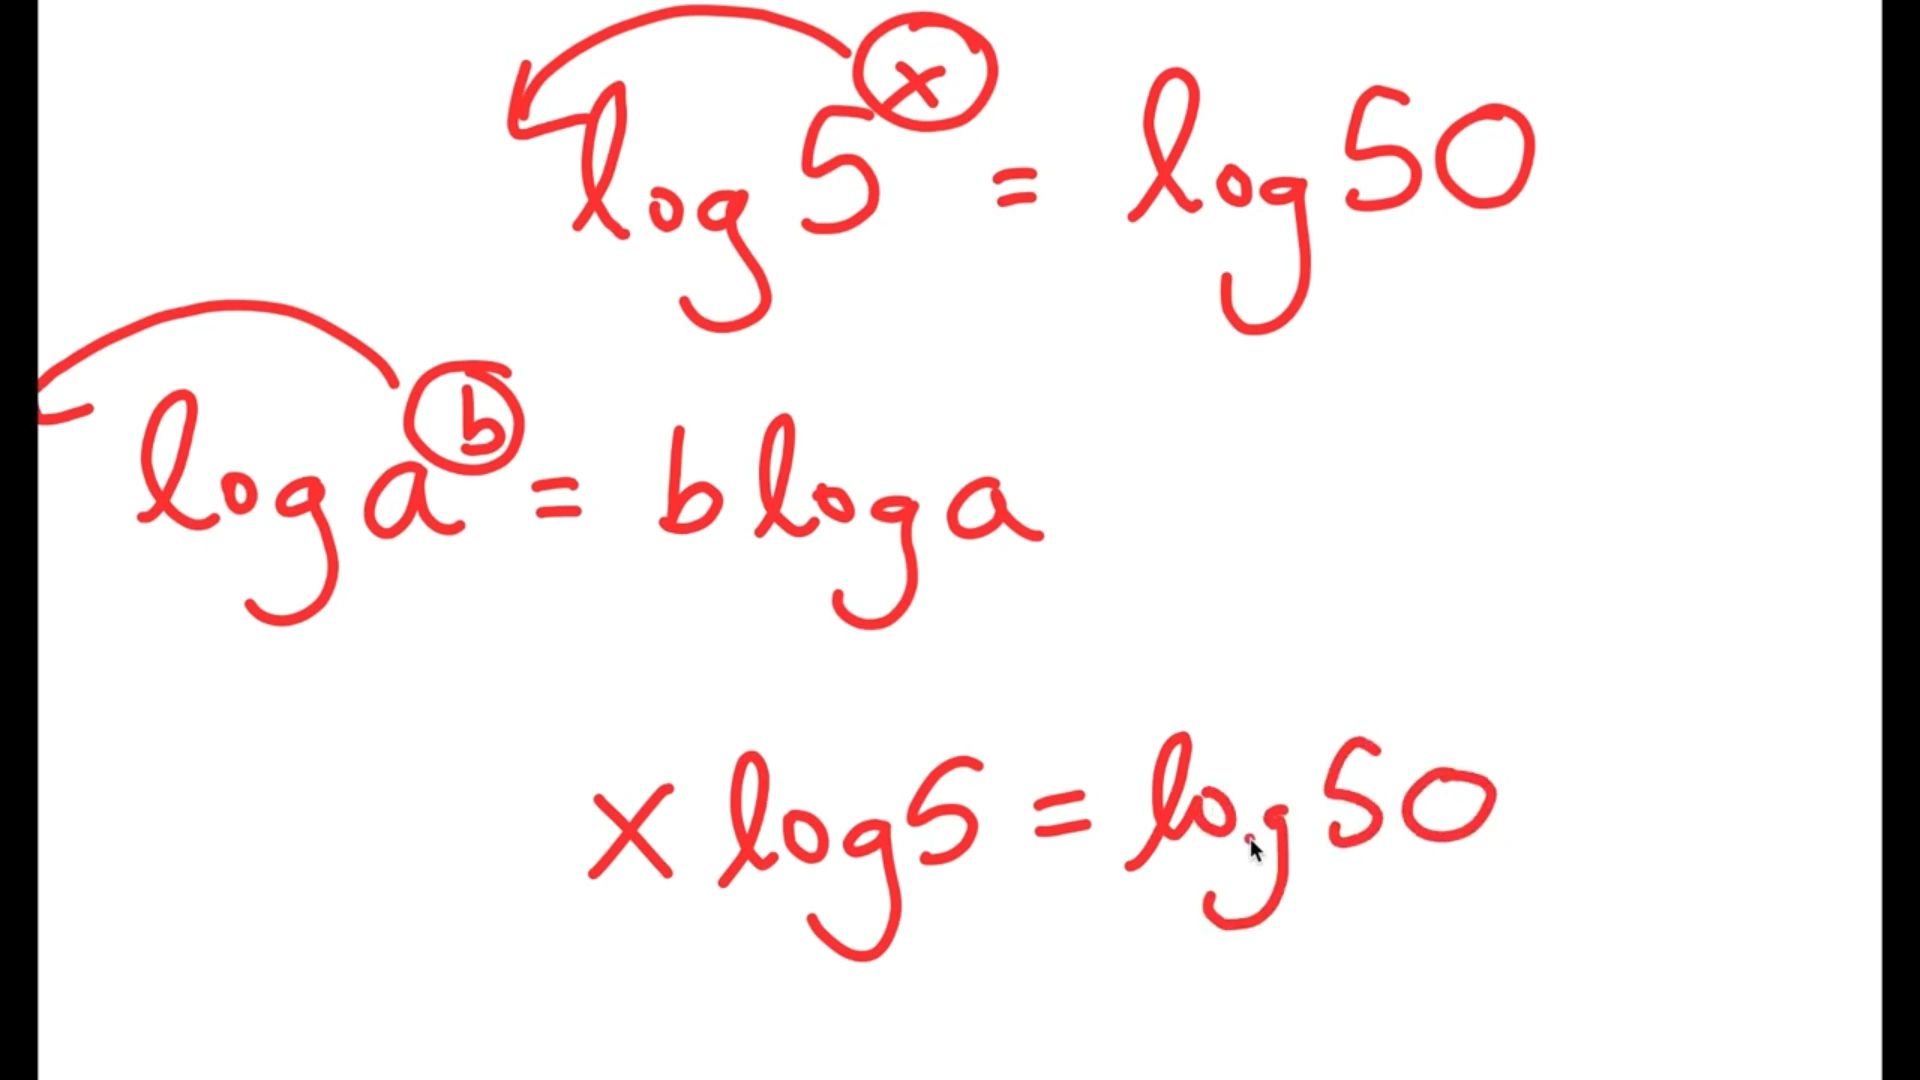 log 5^x = log 50
log a^b = b log a
x log 5 = log 50